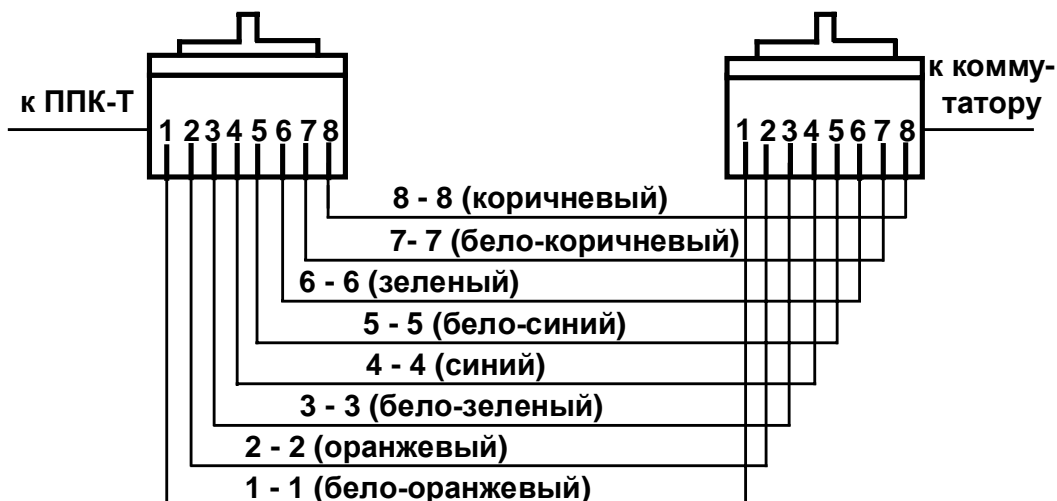 к ППК-Т
1 2 3 4 5 6 7 8
к комму-
татору
1 2 3 4 5 6 7 8
8 - 8 (коричневый)
7- 7 (бело-коричневый)
6 - 6 (зеленый)
5 - 5 (бело-синий)
4 - 4 (синий)
3 - 3 (бело-зеленый)
2 - 2 (оранжевый)
1 - 1 (бело-оранжевый)